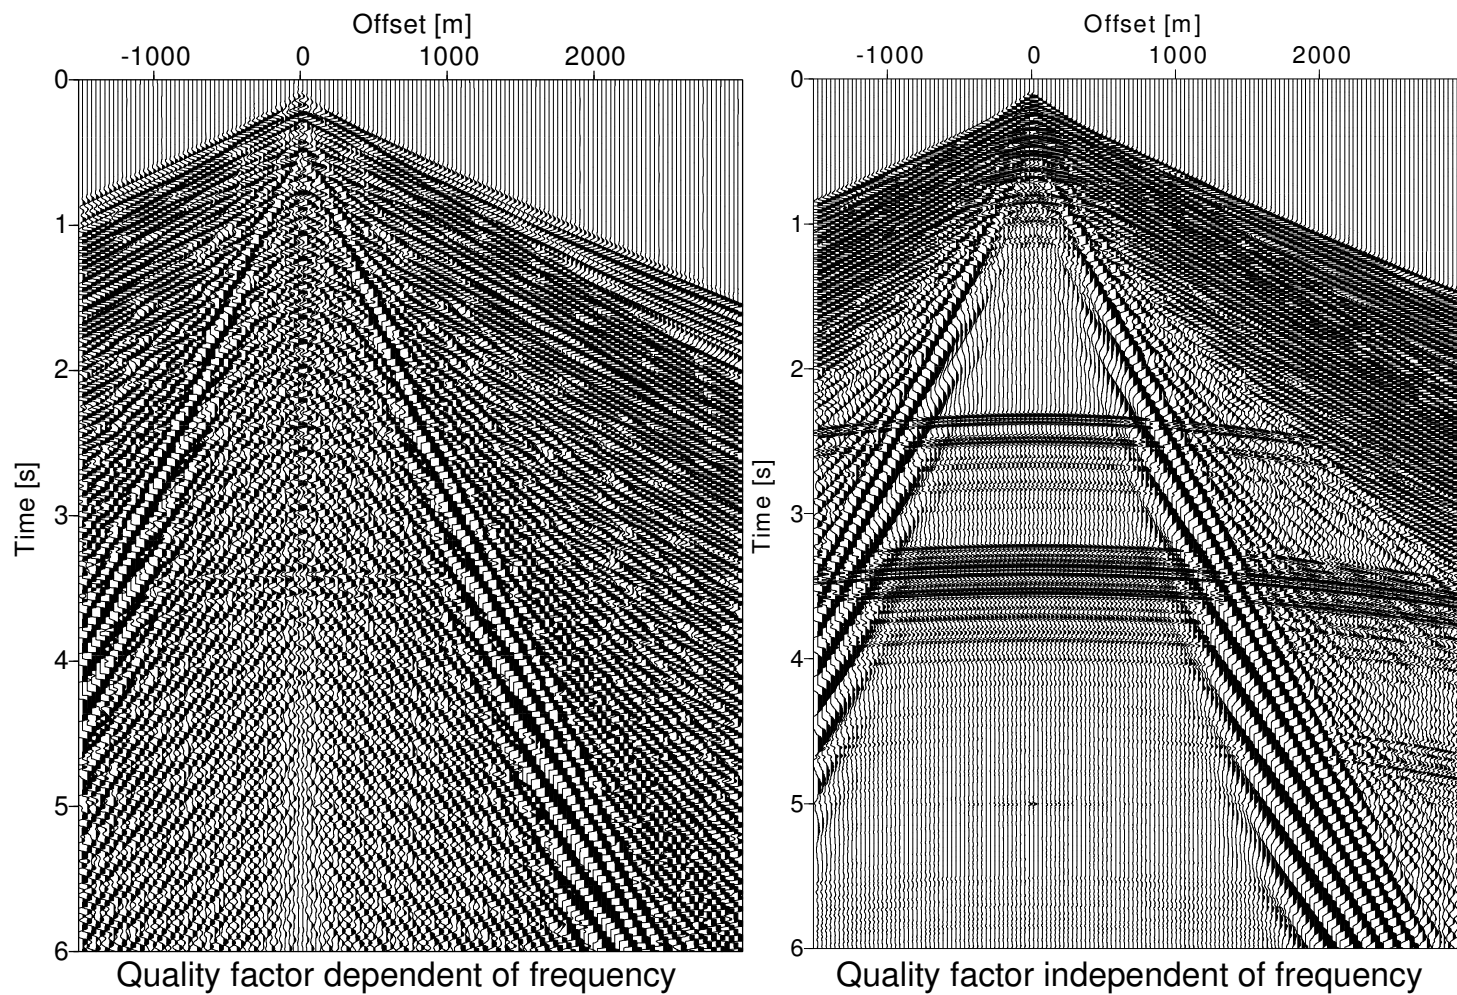 Offset [m]
-1000 0 1000 2000
0
1
2
3
4
5
6
Time [s]
Quality factor dependent of frequency
Offset [m]
-1000 0 1000 2000
0
1
2
3
4
5
6
Time [s]
Quality factor independent of frequency